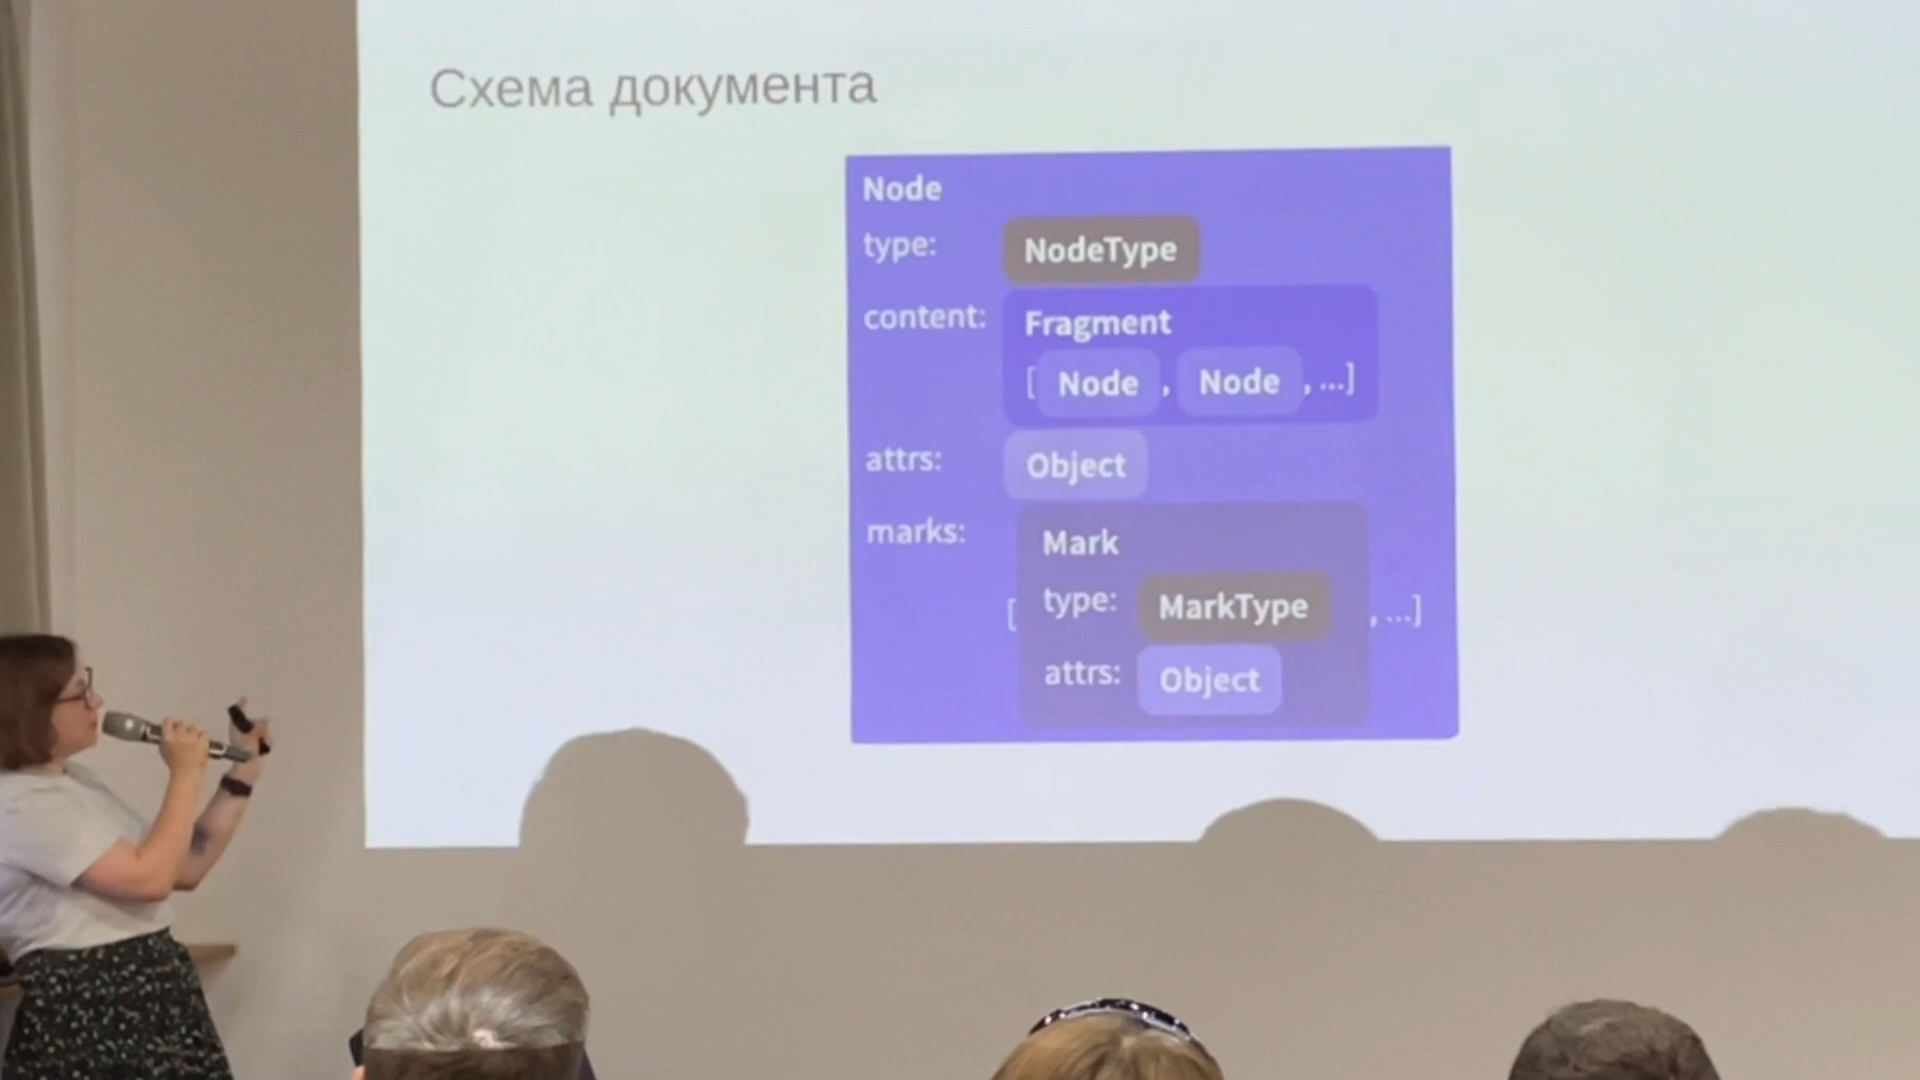 Схема документа
Node
type: NodeType
content: Fragment
[ Node , Node , ...]
attrs: Object
marks: Mark
[ type: MarkType , ...]
attrs: Object